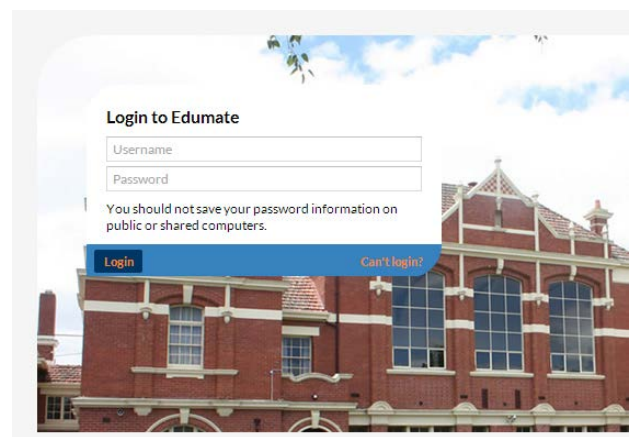 Login to Edumate
Username
Password
You should not save your password information on
public or shared computers.
Login
Can't login?